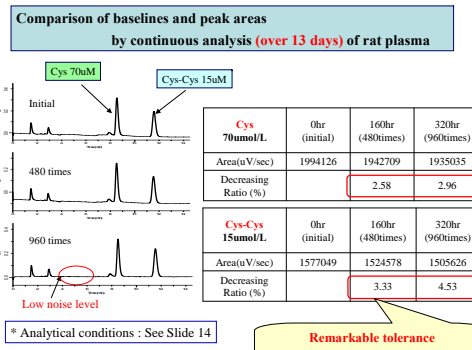 Comparison of baselines and peak areas
by continuous analysis (over 13 days) of rat plasma
Cys 70uM
Cys-Cys 15uM
Initial
480 times
960 times
Low noise level
* Analytical conditions : See Slide 14
Cys 70umol/L 0hr (initial) 160hr (480times) 320hr (960times)
Area(uV/sec) 1994126 1942709 1935035
Decreasing Ratio (%) 2.58 2.96
Cys-Cys 15umol/L 0hr (initial) 160hr (480times) 320hr (960times)
Area(uV/sec) 1577049 1524578 1505626
Decreasing Ratio (%) 3.33 4.53
Remarkable tolerance